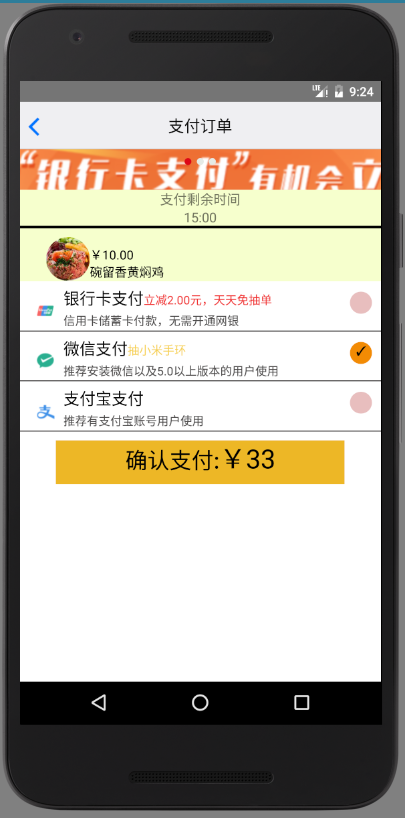 LTE 9:24
支付订单
“银行卡支付”有机会立
支付剩余时间
15:00
￥10.00
碗留香黄焖鸡
银行卡支付立减2.00元，天天免抽单
信用卡储蓄卡付款，无需开通网银
微信支付抽小米手环
推荐安装微信以及5.0以上版本的用户使用
支
支付宝支付
推荐有支付宝账号用户使用
确认支付:￥33